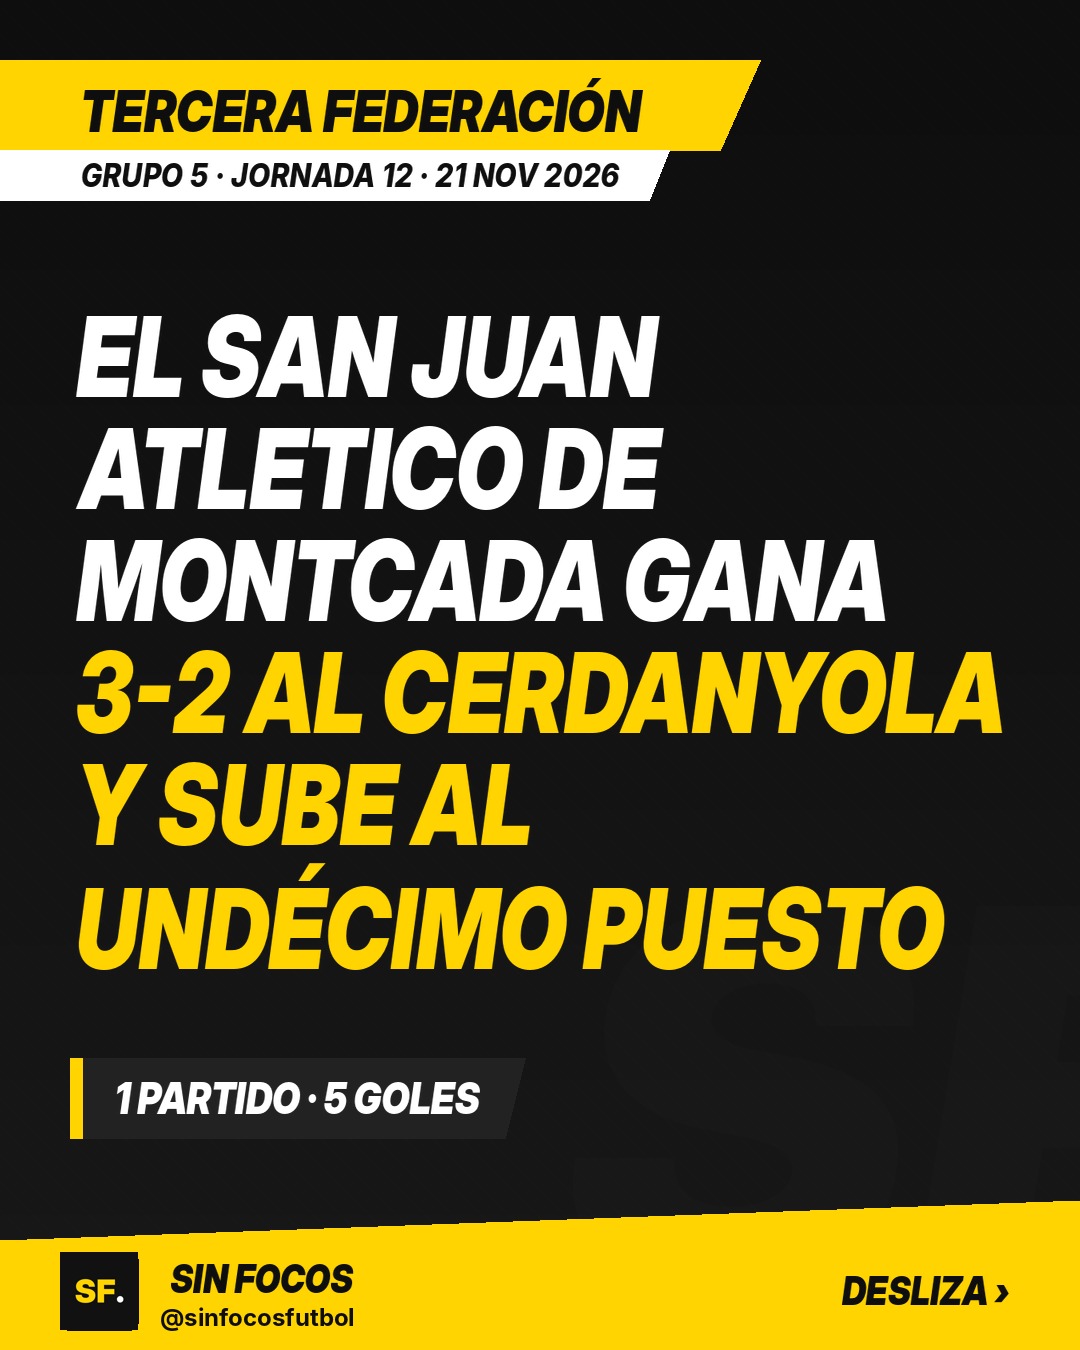 TERCERA FEDERACIÓN
GRUPO 5 · JORNADA 12 · 21 NOV 2026
EL SAN JUAN
ATLETICO DE
MONTCADA GANA
3-2 AL CERDANYOLA
Y SUBE AL
UNDÉCIMO PUESTO
1 PARTIDO · 5 GOLES
SF.
SIN FOCOS
@sinfocosfutbol
DESLIZA ›
SF